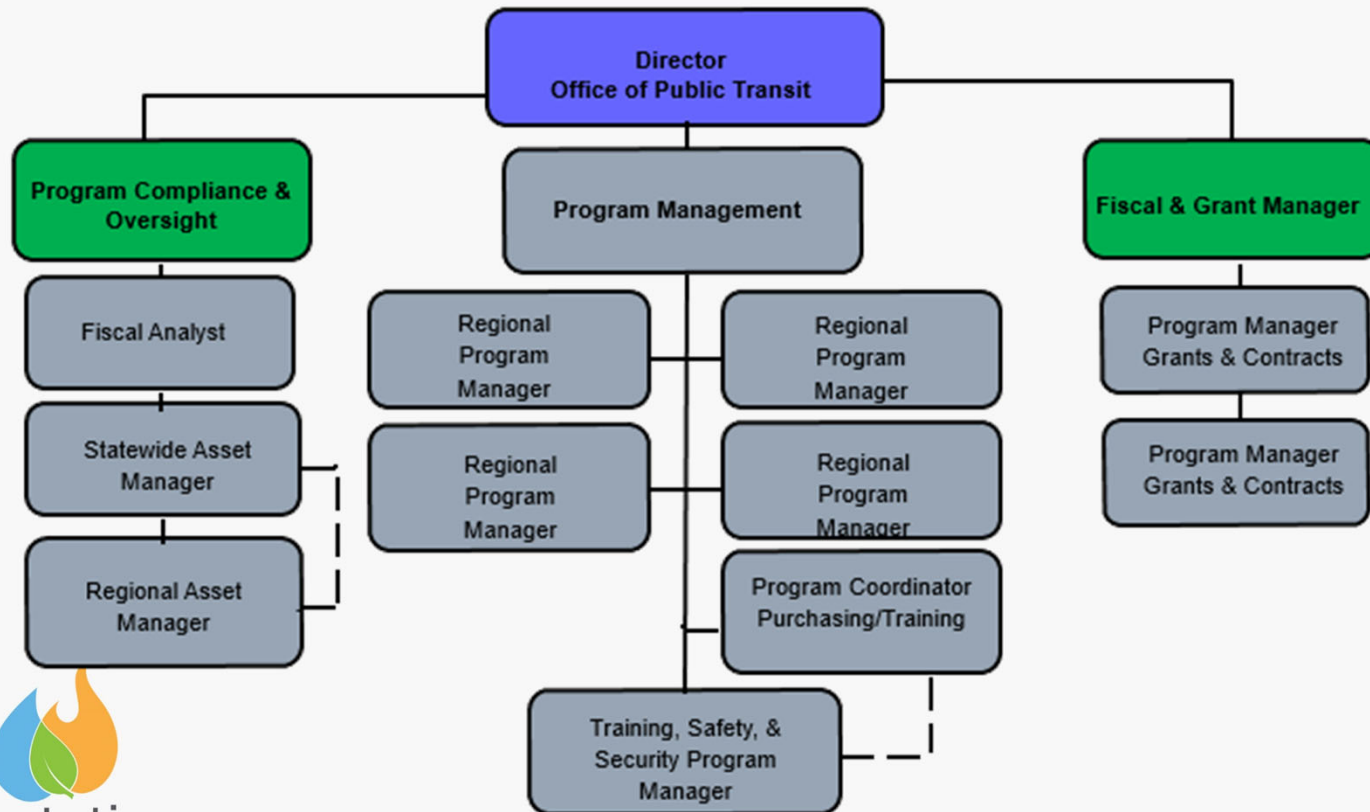 Director
Office of Public Transit
Program Compliance &
Oversight
Program Management
Fiscal & Grant Manager
Fiscal Analyst
Statewide Asset
Manager
Regional Asset
Manager
Regional
Program
Manager
Regional
Program
Manager
Regional
Program
Manager
Regional
Program
Manager
Program Coordinator
Purchasing/Training
Training, Safety, &
Security Program
Manager
Program Manager
Grants & Contracts
Program Manager
Grants & Contracts